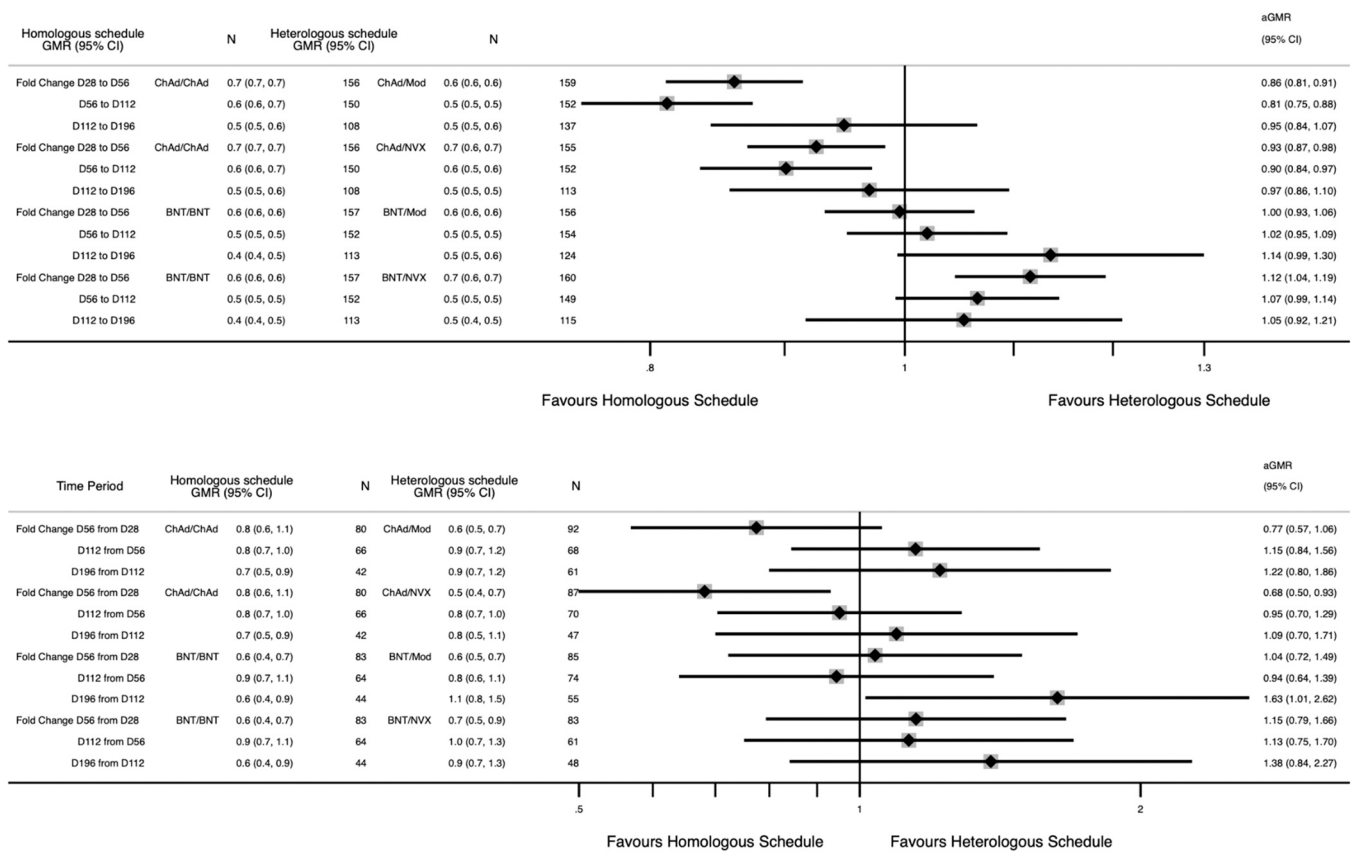 aGMR
Homologous schedule GMR (95% CI) N Heterologous schedule GMR (95% CI) N (95% CI)
Fold Change D28 to D56 ChAd/ChAd 0.7 (0.7, 0.7) 156 ChAd/Mod 0.6 (0.6, 0.6) 159 0.86 (0.81, 0.91)
D56 to D112 0.6 (0.6, 0.7) 150 0.5 (0.5, 0.5) 152 0.81 (0.75, 0.88)
D112 to D196 0.5 (0.5, 0.6) 108 0.5 (0.5, 0.6) 137 0.95 (0.84, 1.07)
Fold Change D28 to D56 ChAd/ChAd 0.7 (0.7, 0.7) 156 ChAd/NVX 0.7 (0.6, 0.7) 155 0.93 (0.87, 0.98)
D56 to D112 0.6 (0.6, 0.7) 150 0.6 (0.5, 0.6) 152 0.90 (0.84, 0.97)
D112 to D196 0.5 (0.5, 0.6) 108 0.5 (0.5, 0.5) 113 0.97 (0.86, 1.10)
Fold Change D28 to D56 BNT/BNT 0.6 (0.6, 0.6) 157 BNT/Mod 0.6 (0.6, 0.6) 156 1.00 (0.93, 1.06)
D56 to D112 0.5 (0.5, 0.5) 152 0.5 (0.5, 0.5) 154 1.02 (0.95, 1.09)
D112 to D196 0.4 (0.4, 0.5) 113 0.5 (0.5, 0.6) 124 1.14 (0.99, 1.30)
Fold Change D28 to D56 BNT/BNT 0.6 (0.6, 0.6) 157 BNT/NVX 0.7 (0.6, 0.7) 160 1.12 (1.04, 1.19)
D56 to D112 0.5 (0.5, 0.5) 152 0.5 (0.5, 0.5) 149 1.07 (0.99, 1.14)
D112 to D196 0.4 (0.4, 0.5) 113 0.5 (0.4, 0.5) 115 1.05 (0.92, 1.21)
.8 1 1.3
Favours Homologous Schedule Favours Heterologous Schedule
aGMR
Time Period Homologous schedule GMR (95% CI) N Heterologous schedule GMR (95% CI) N (95% CI)
Fold Change D56 from D28 ChAd/ChAd 0.8 (0.6, 1.1) 80 ChAd/Mod 0.6 (0.5, 0.7) 92 0.77 (0.57, 1.06)
D112 from D56 0.8 (0.7, 1.0) 66 0.9 (0.7, 1.2) 68 1.15 (0.84, 1.56)
D196 from D112 0.7 (0.5, 0.9) 42 0.9 (0.7, 1.2) 61 1.22 (0.80, 1.86)
Fold Change D56 from D28 ChAd/ChAd 0.8 (0.6, 1.1) 80 ChAd/NVX 0.5 (0.4, 0.7) 87 0.68 (0.50, 0.93)
D112 from D56 0.8 (0.7, 1.0) 66 0.8 (0.7, 1.0) 70 0.95 (0.70, 1.29)
D196 from D112 0.7 (0.5, 0.9) 42 0.8 (0.5, 1.1) 47 1.09 (0.70, 1.71)
Fold Change D56 from D28 BNT/BNT 0.6 (0.4, 0.7) 83 BNT/Mod 0.6 (0.5, 0.7) 85 1.04 (0.72, 1.49)
D112 from D56 0.9 (0.7, 1.1) 64 0.8 (0.6, 1.1) 74 0.94 (0.64, 1.39)
D196 from D112 0.6 (0.4, 0.9) 44 1.1 (0.8, 1.5) 55 1.63 (1.01, 2.62)
Fold Change D56 from D28 BNT/BNT 0.6 (0.4, 0.7) 83 BNT/NVX 0.7 (0.5, 0.9) 83 1.15 (0.79, 1.66)
D112 from D56 0.9 (0.7, 1.1) 64 1.0 (0.7, 1.3) 61 1.13 (0.75, 1.70)
D196 from D112 0.6 (0.4, 0.9) 44 0.9 (0.7, 1.3) 48 1.38 (0.84, 2.27)
.5 1 2
Favours Homologous Schedule Favours Heterologous Schedule